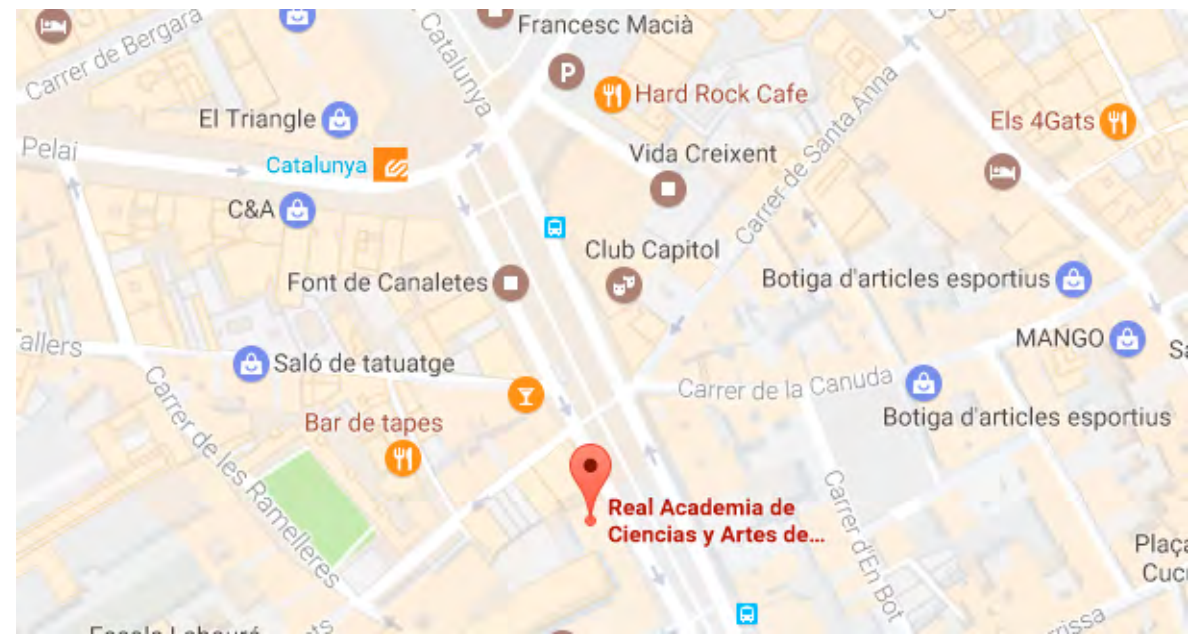 Carrer de Bergara
Catalunya
Francesc Macià
P
Hard Rock Cafe
El Triangle
Els 4Gats
Pelai
Catalunya
Vida Creixent
Carrer de Santa Anna
C&A
Club Capitol
Font de Canaletes
Botiga d'articles esportius
MANGO
allers
Saló de tatuatge
Carrer de la Canuda
Botiga d'articles esportius
Bar de tapes
Carrer de les Ramelleres
Real Academia de
Ciencias y Artes de...
Carrer d'En Bot
Plaça
Cuc